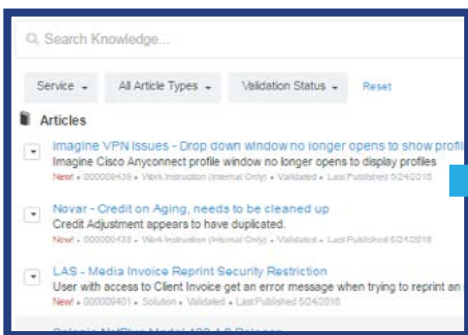 Search Knowledge...
Service All Article Types Validation Status Reset
Articles
Imagine VPN Issues - Drop down window no longer opens to show profil
Imagine Cisco Anyconnect profile window no longer opens to display profiles
New! • 000009439 • Work Instruction (Internal Only) • Validated • Last Published 5/24/2016
Novar - Credit on Aging, needs to be cleaned up
Credit Adjustment appears to have duplicated.
New! • 000009433 • Work Instruction (Internal Only) • Validated • Last Published 5/24/2016
LAS - Media Invoice Reprint Security Restriction
User with access to Client Invoice get an error message when trying to reprint an
New! • 000009401 • Solution • Validated • Last Published 5/24/2016